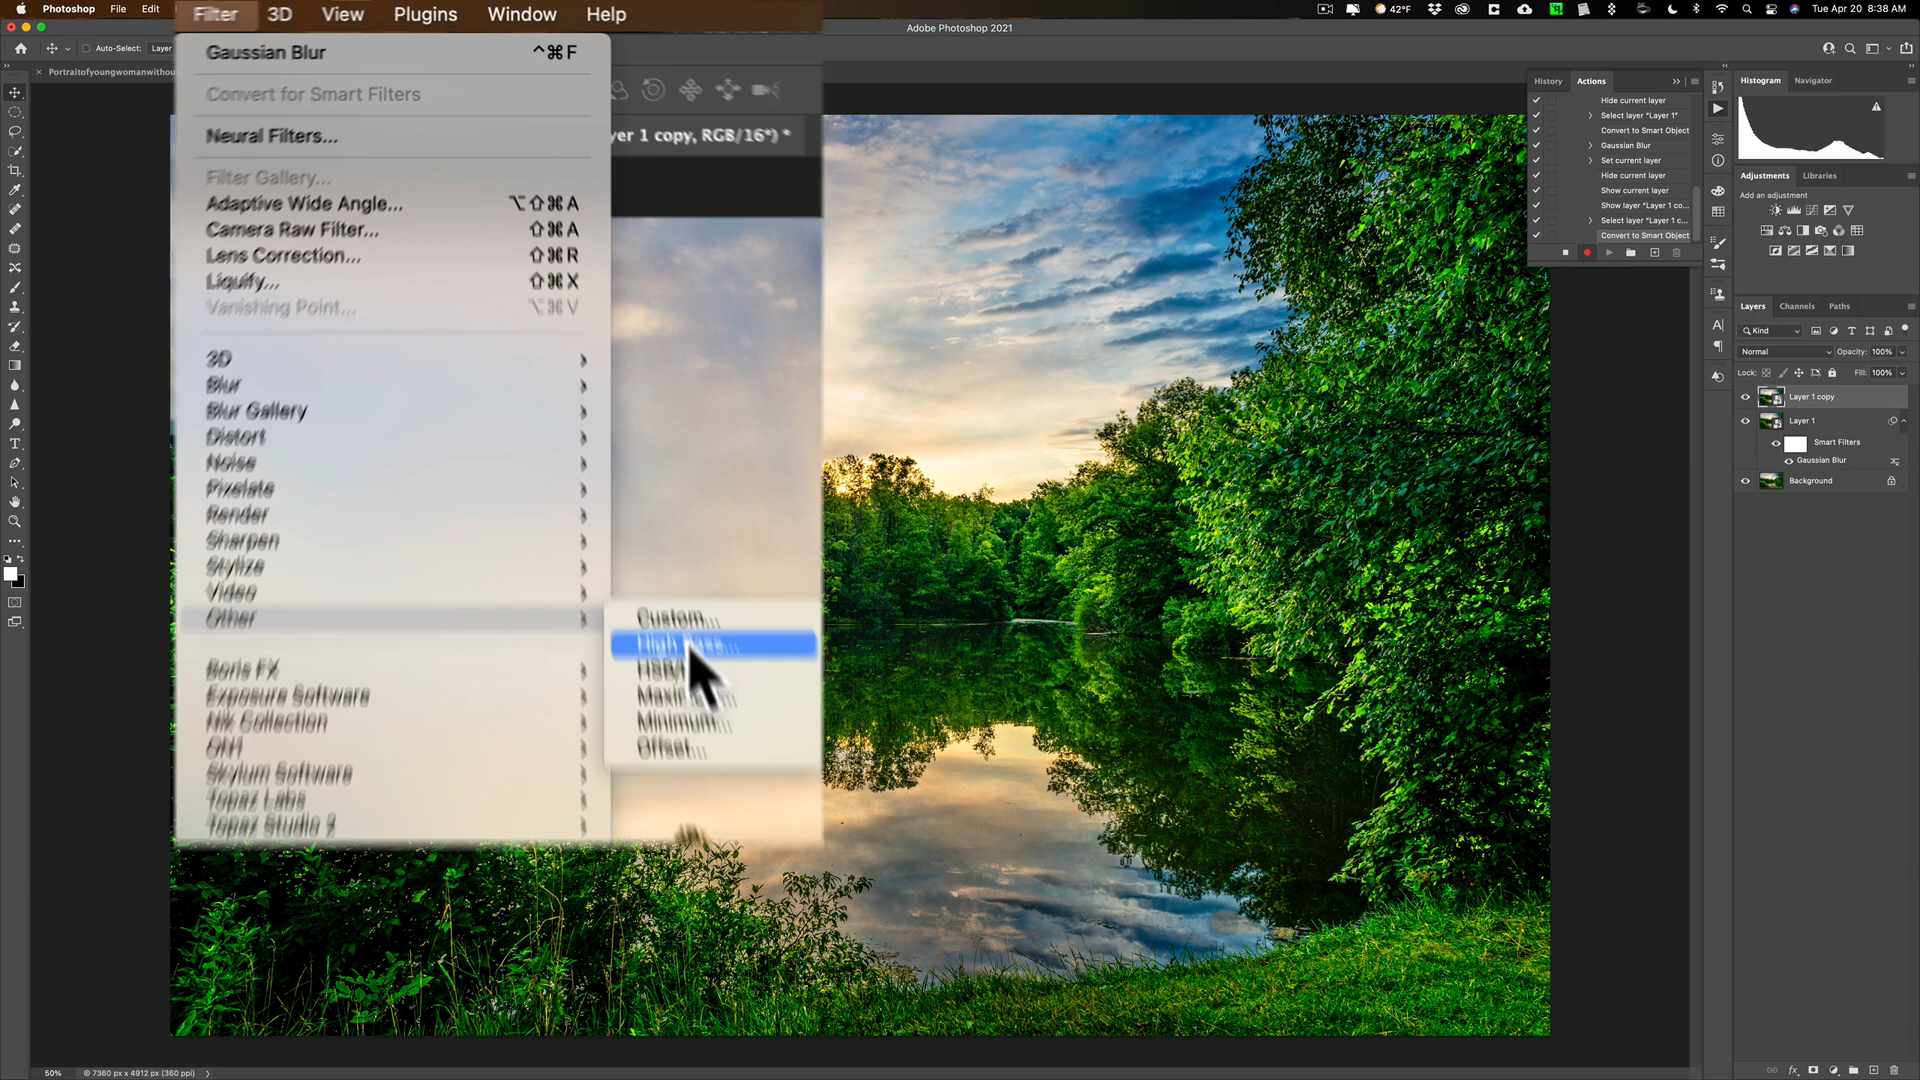 Photoshop File Edit
Filter 3D View Plugins Window Help
42°F
Tue Apr 20 8:38 AM
Adobe Photoshop 2021
Auto-Select: Layer
Portraitofyoungwomanwithou
yer 1 copy, RGB/16*) *
Gaussian Blur ^⌘F
Convert for Smart Filters
Neural Filters...
Filter Gallery...
Adaptive Wide Angle... ⌥⇧⌘A
Camera Raw Filter... ⇧⌘A
Lens Correction... ⇧⌘R
Liquify... ⇧⌘X
Vanishing Point... ⌥⌘V
3D
Blur
Blur Gallery
Distort
Noise
Pixelate
Render
Sharpen
Stylize
Video
Other
Boris FX
Exposure Software
Nik Collection
ON1
Skylum Software
Topaz Labs
Topaz Studio 2
Custom...
High Pass...
Minimum...
Offset...
History Actions
Hide current layer
Select layer “Layer 1”
Convert to Smart Object
Gaussian Blur
Set current layer
Hide current layer
Show current layer
Show layer “Layer 1 co...
Select layer “Layer 1 c...
Convert to Smart Object
Histogram Navigator
Adjustments Libraries
Add an adjustment
Layers Channels Paths
Kind
Normal Opacity: 100%
Lock: Fill: 100%
Layer 1 copy
Layer 1
Smart Filters
Gaussian Blur
Background
50% 7360 px x 4912 px (360 ppi)